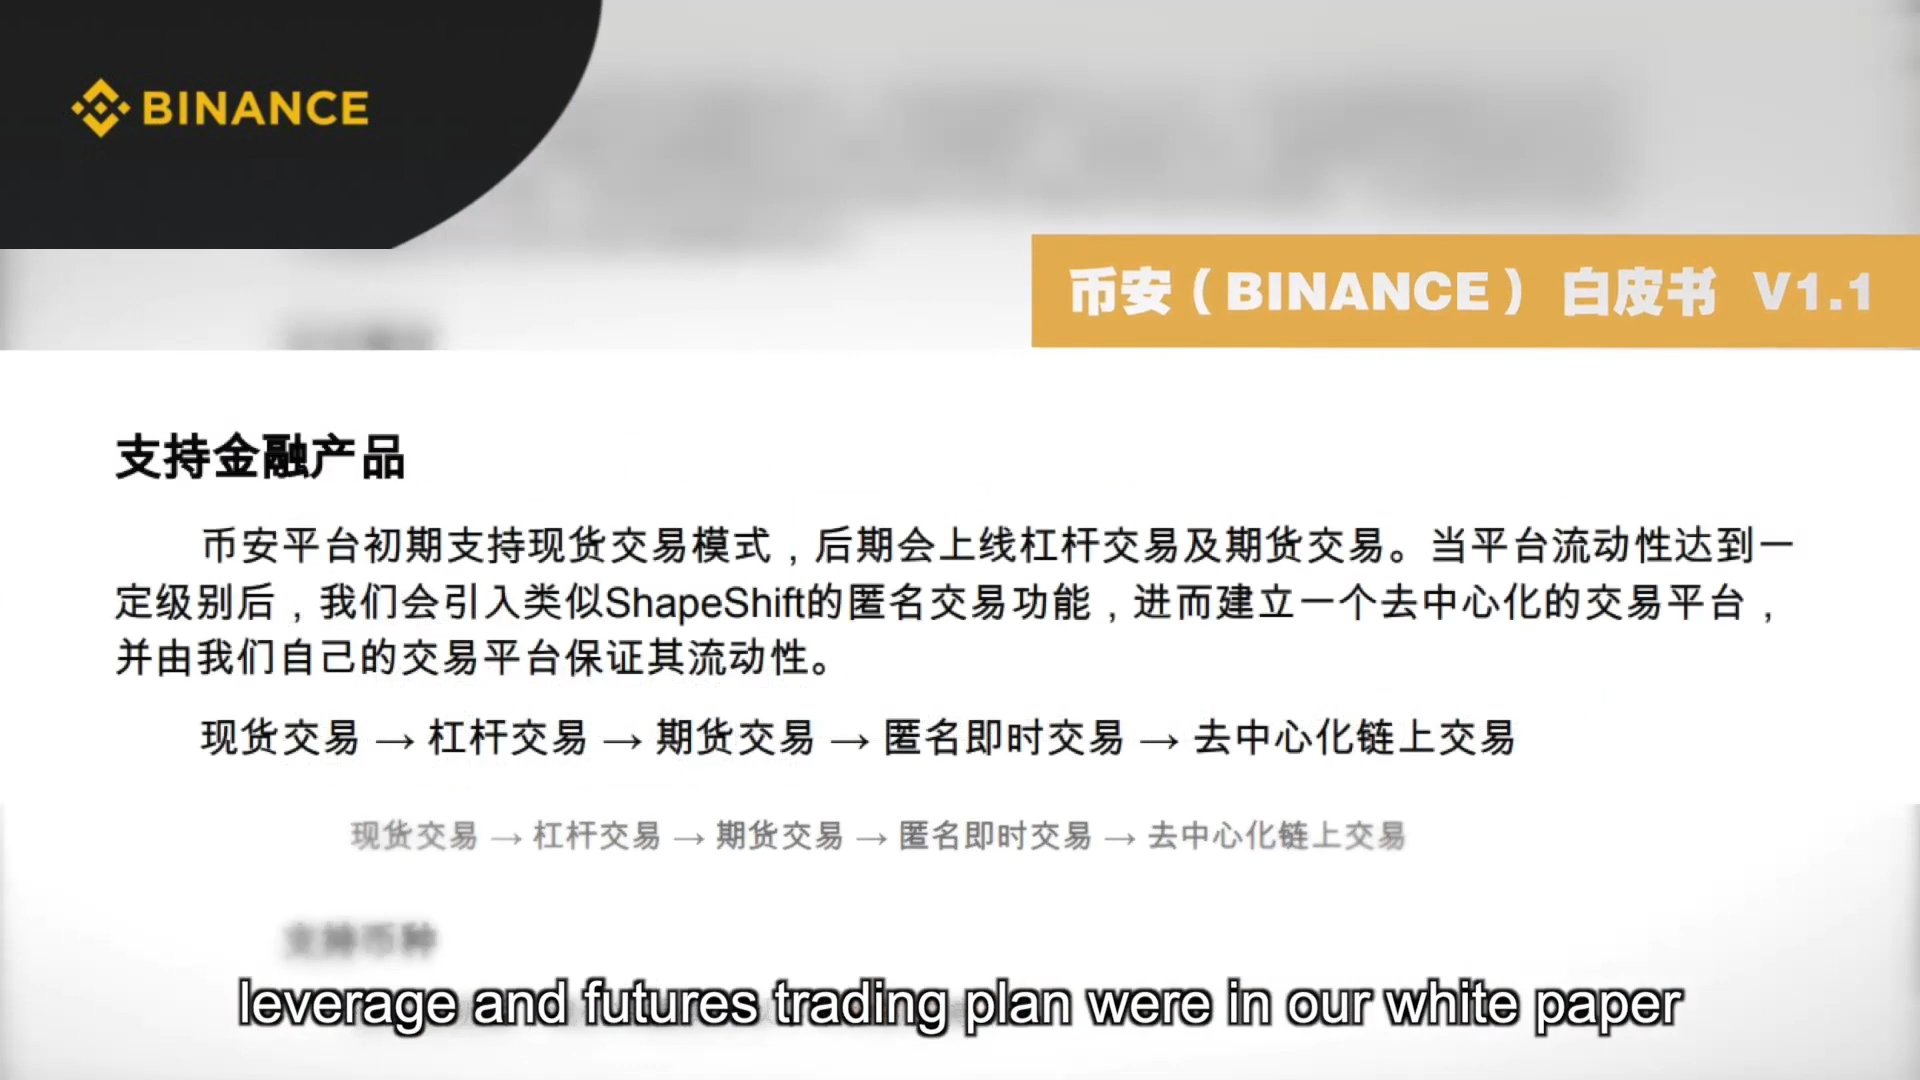 BINANCE
币安（BINANCE） 白皮书 V1.1
支持金融产品
币安平台初期支持现货交易模式，后期会上线杠杆交易及期货交易。当平台流动性达到一
定级别后，我们会引入类似ShapeShift的匿名交易功能，进而建立一个去中心化的交易平台，
并由我们自己的交易平台保证其流动性。
现货交易 → 杠杆交易 → 期货交易 → 匿名即时交易 → 去中心化链上交易
现货交易 → 杠杆交易 → 期货交易 → 匿名即时交易 → 去中心化链上交易
支持币种
leverage and futures trading plan were in our white paper